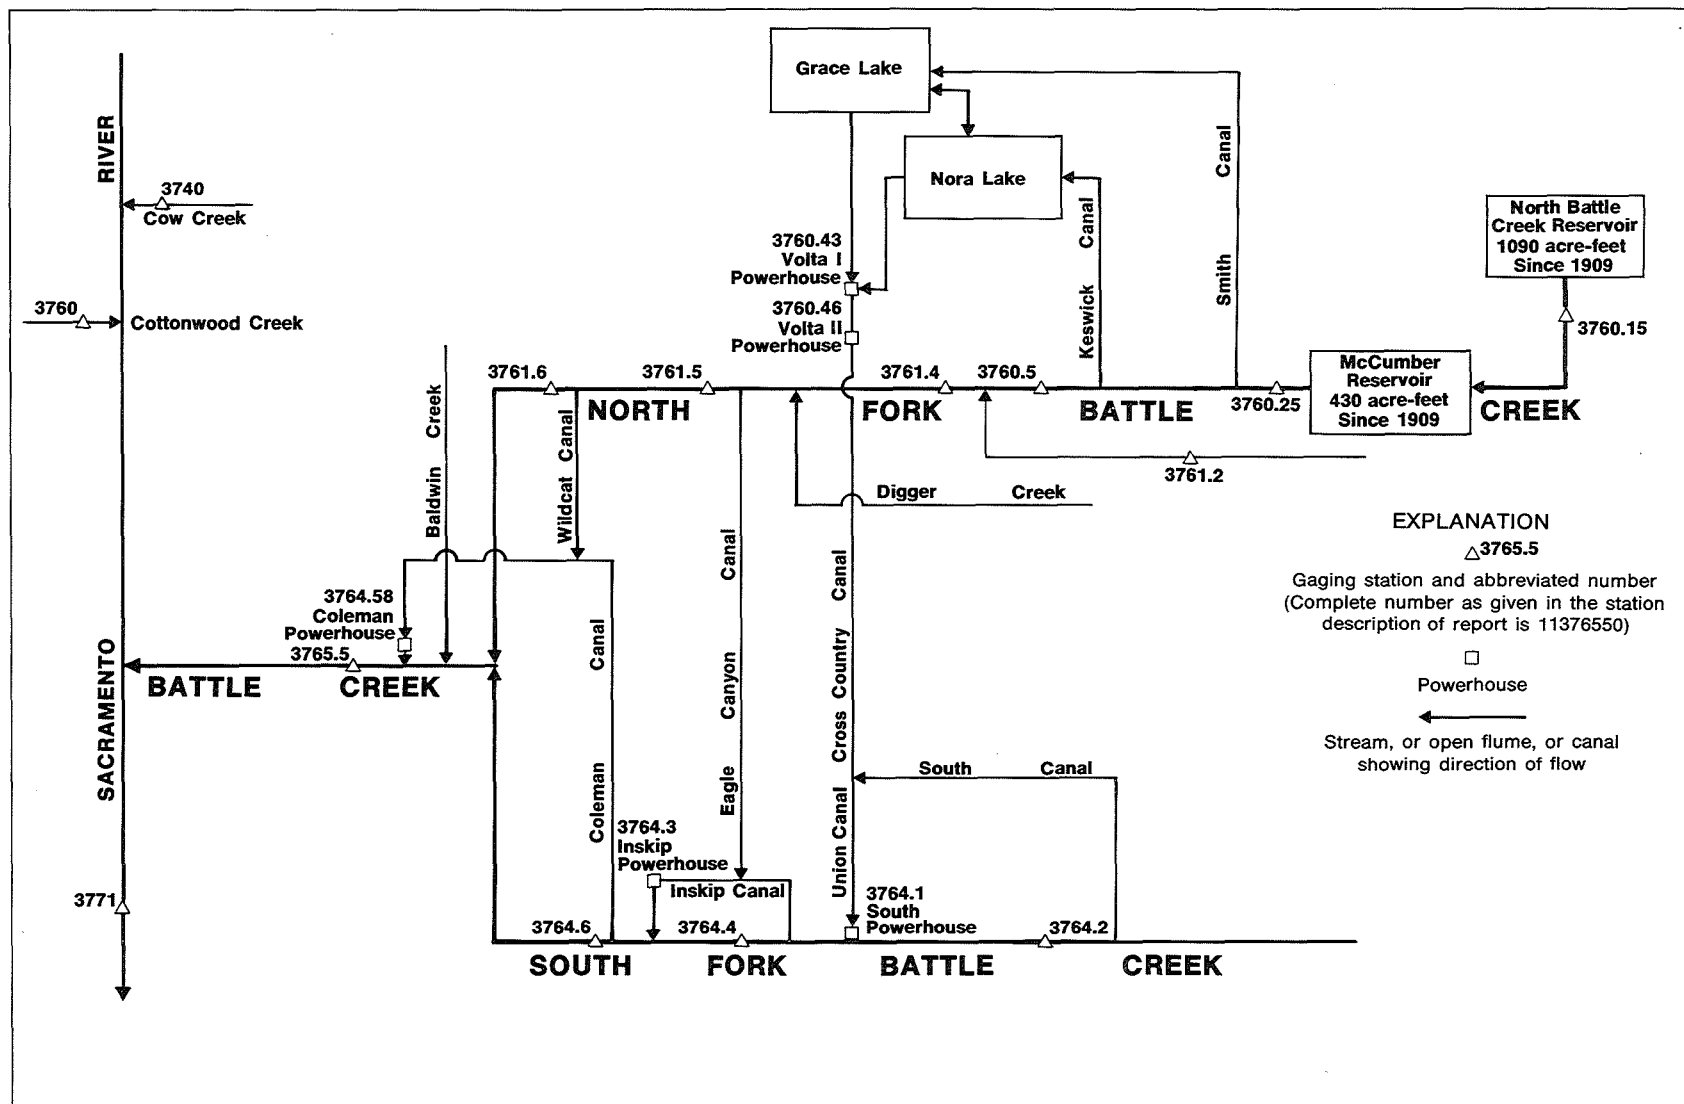 Grace Lake
Nora Lake
North Battle
Creek Reservoir
1090 acre-feet
Since 1909
3760.15
McCumber
Reservoir
430 acre-feet
Since 1909
Smith Canal
Keswick Canal
SACRAMENTO RIVER
3740
Cow Creek
3760
Cottonwood Creek
3760.43
Volta I
Powerhouse
3760.46
Volta II
Powerhouse
3761.6
3761.5
3761.4
3760.5
3760.25
NORTH FORK BATTLE CREEK
3761.2
Digger Creek
Baldwin Creek
Wildcat Canal
Eagle Canyon Canal
Union Canal Cross Country Canal
Coleman Canal
3764.58
Coleman
Powerhouse
3765.5
BATTLE CREEK
South Canal
3764.3
Inskip
Powerhouse
Inskip Canal
3764.1
South
Powerhouse
3771
3764.6
3764.4
3764.2
SOUTH FORK BATTLE CREEK
EXPLANATION
3765.5
Gaging station and abbreviated number
(Complete number as given in the station
description of report is 11376550)
Powerhouse
Stream, or open flume, or canal
showing direction of flow